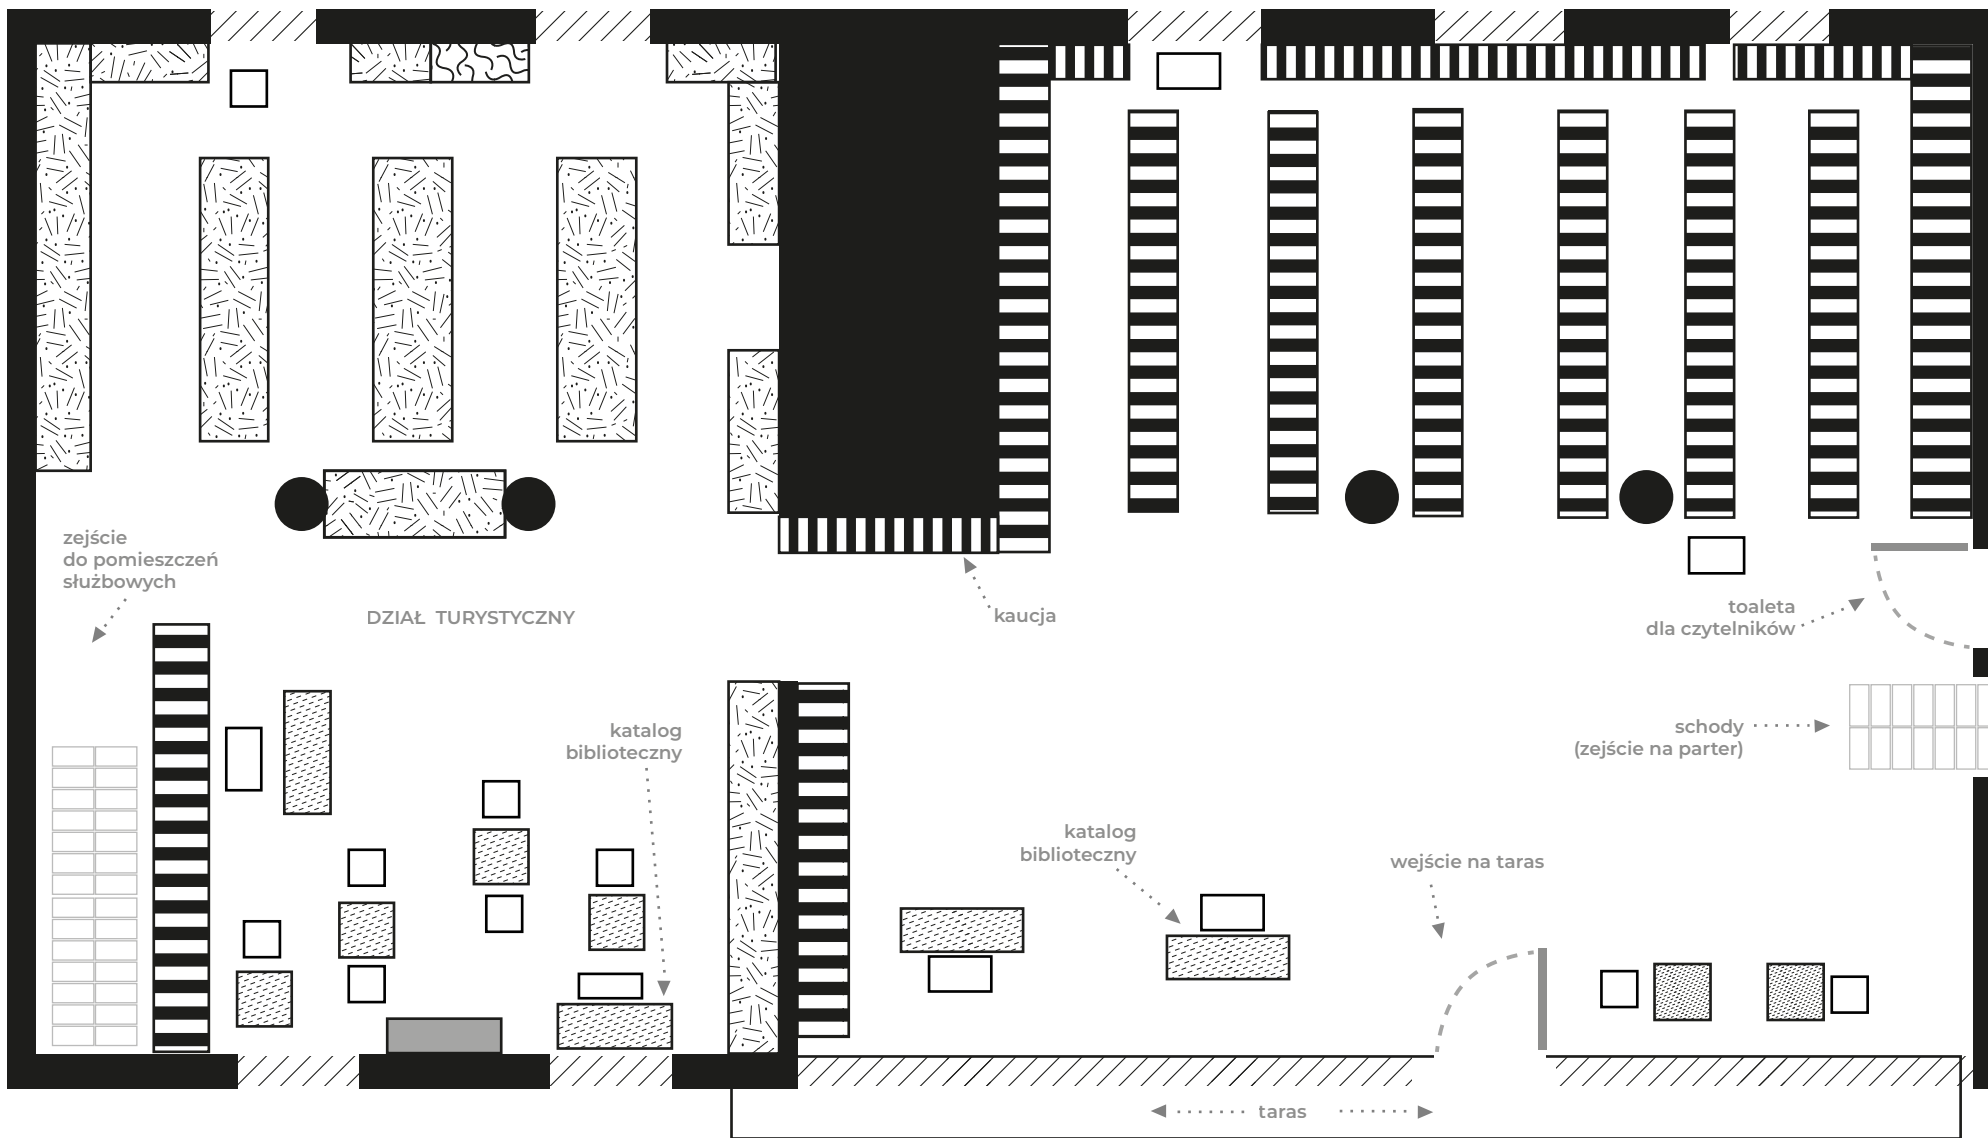 zejście
do pomieszczeń
służbowych
DZIAŁ TURYSTYCZNY
kaucja
toaleta
dla czytelników
katalog
biblioteczny
schody
(zejście na parter)
katalog
biblioteczny
wejście na taras
taras